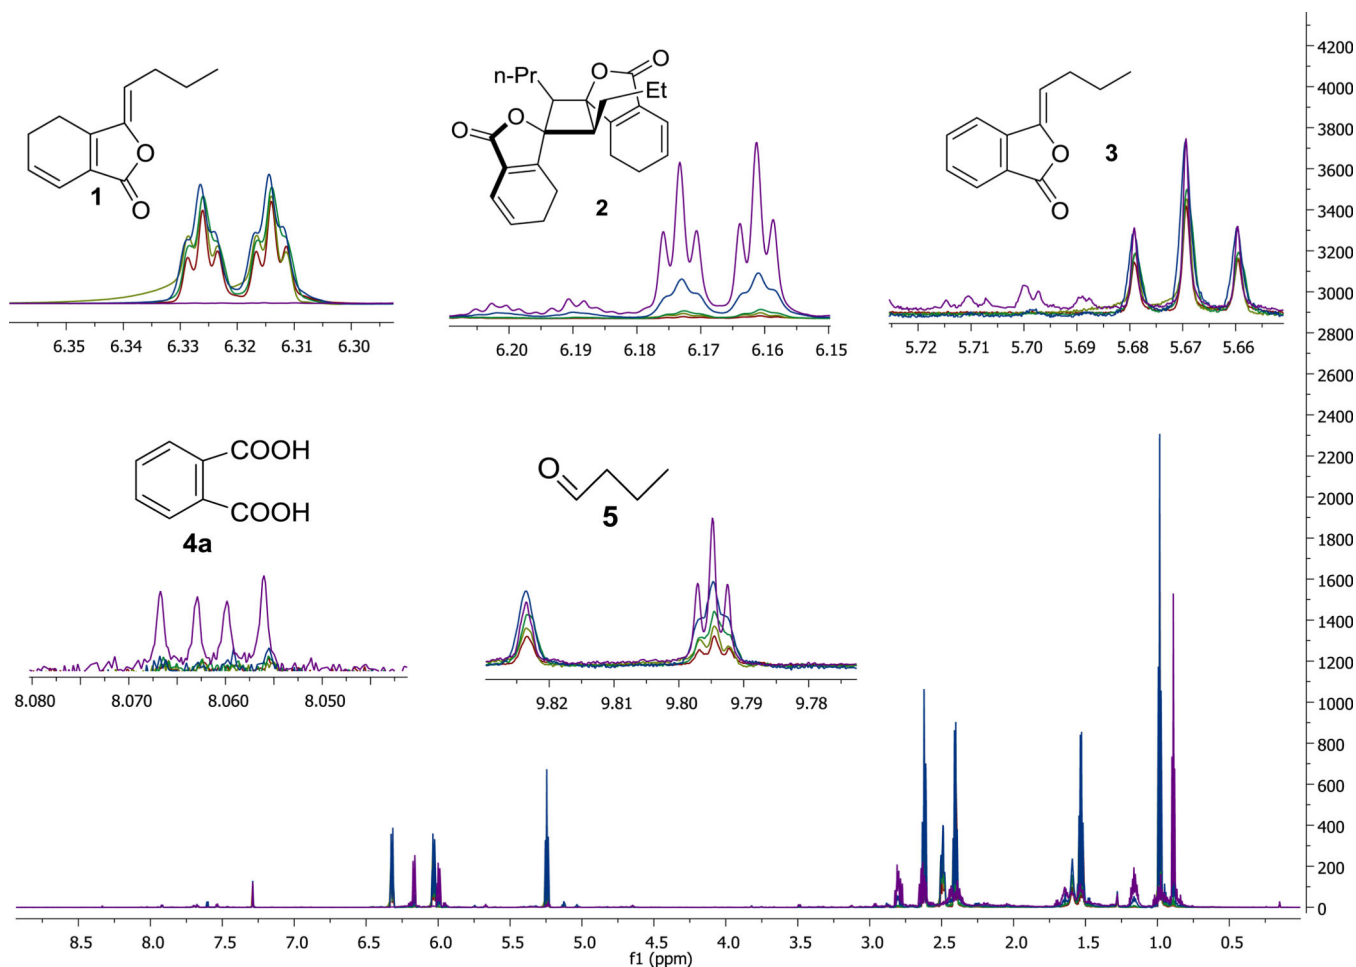 O
O
1
n-Pr
O
O
Et
O
O
2
O
O
3
6.35 6.34 6.33 6.32 6.31 6.30
6.20 6.19 6.18 6.17 6.16 6.15
5.72 5.71 5.70 5.69 5.68 5.67 5.66
COOH
COOH
4a
O
5
8.080 8.070 8.060 8.050
9.82 9.81 9.80 9.79 9.78
4200
4000
3800
3600
3400
3200
3000
2800
2600
2400
2200
2000
1800
1600
1400
1200
1000
800
600
400
200
0
8.5 8.0 7.5 7.0 6.5 6.0 5.5 5.0 4.5 4.0 3.5 3.0 2.5 2.0 1.5 1.0 0.5
f1 (ppm)